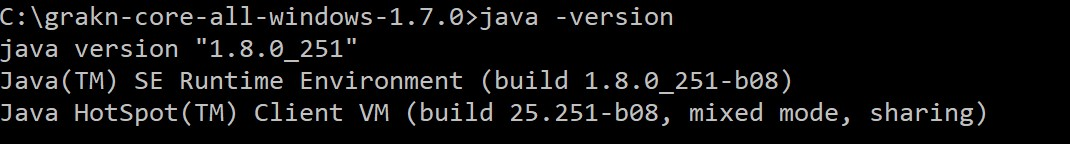 C:\grakn-core-all-windows-1.7.0>java -version
java version "1.8.0_251"
Java(TM) SE Runtime Environment (build 1.8.0_251-b08)
Java HotSpot(TM) Client VM (build 25.251-b08, mixed mode, sharing)